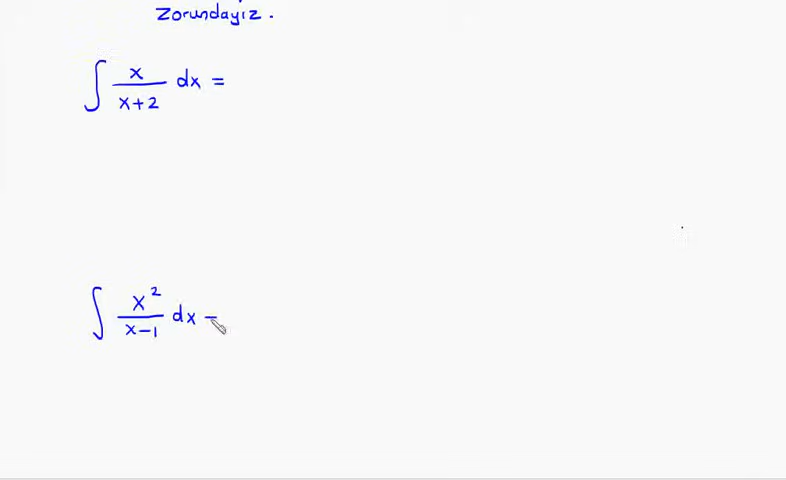 Zorundayız.
∫ x/(x+2) dx =
∫ x²/(x-1) dx =